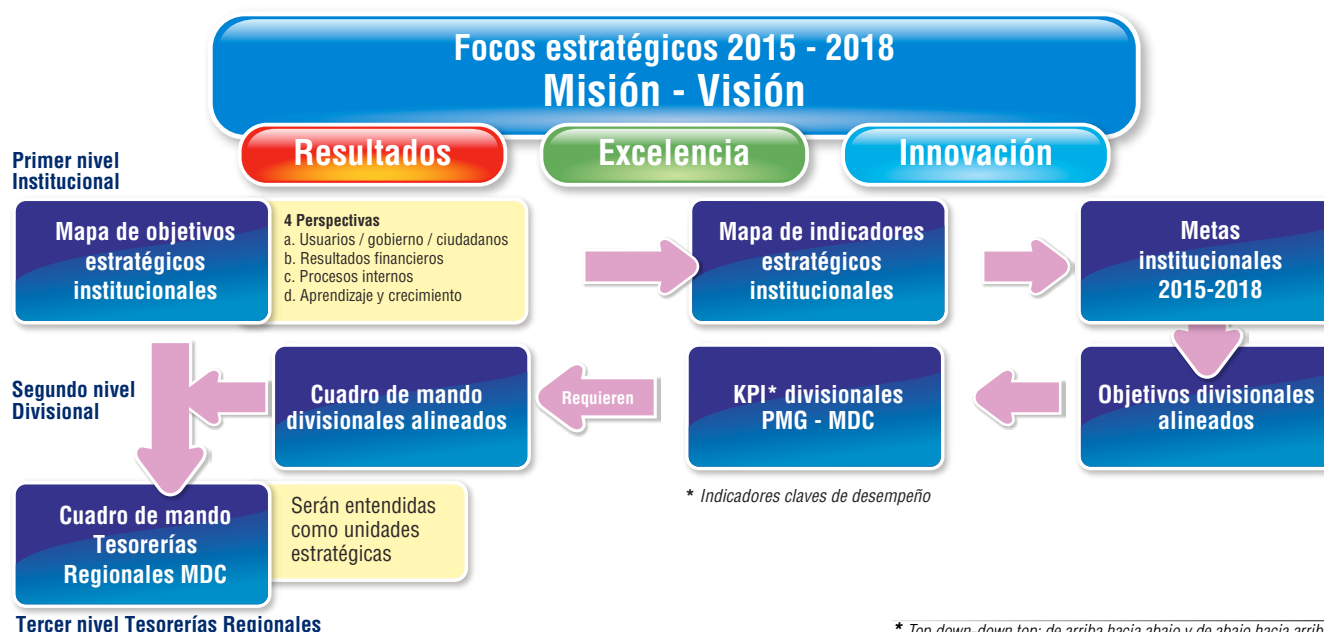 Focos estratégicos 2015 - 2018
Misión - Visión
Resultados
Excelencia
Innovación
Primer nivel
Institucional
Mapa de objetivos
estratégicos
institucionales
4 Perspectivas
a. Usuarios / gobierno / ciudadanos
b. Resultados financieros
c. Procesos internos
d. Aprendizaje y crecimiento
Mapa de indicadores
estratégicos
institucionales
Metas
institucionales
2015-2018
Segundo nivel
Divisional
Cuadro de mando
divisionales alineados
Requieren
KPI* divisionales
PMG - MDC
Objetivos divisionales
alineados
* Indicadores claves de desempeño
Cuadro de mando
Tesorerías
Regionales MDC
Serán entendidas
como unidades
estratégicas
Tercer nivel Tesorerías Regionales
* Top down-down top: de arriba hacia abajo y de abajo hacia arrib